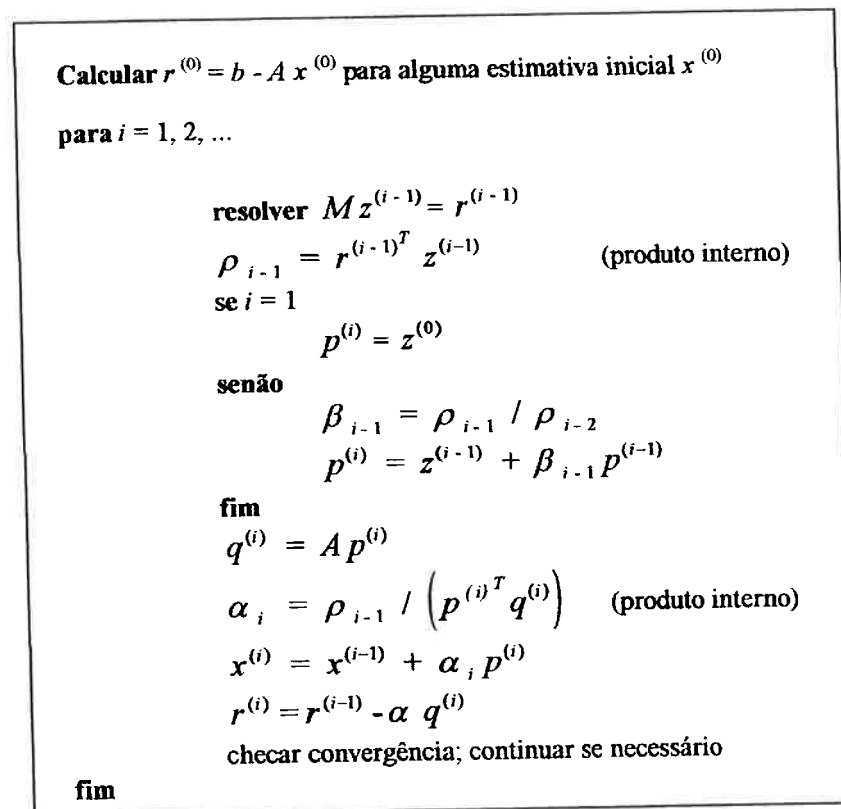 Calcular r^(0) = b - A x^(0) para alguma estimativa inicial x^(0)
para i = 1, 2, ...
resolver M z^(i - 1) = r^(i - 1)
ρ_{i - 1} = r^{(i - 1)^T} z^(i–1) (produto interno)
se i = 1
p^(i) = z^(0)
senão
β_{i - 1} = ρ_{i - 1} / ρ_{i - 2}
p^(i) = z^(i - 1) + β_{i - 1} p^(i–1)
fim
q^(i) = A p^(i)
α_i = ρ_{i - 1} / (p^{(i)^T} q^(i)) (produto interno)
x^(i) = x^(i–1) + α_i p^(i)
r^(i) = r^(i–1) - α q^(i)
checar convergência; continuar se necessário
fim